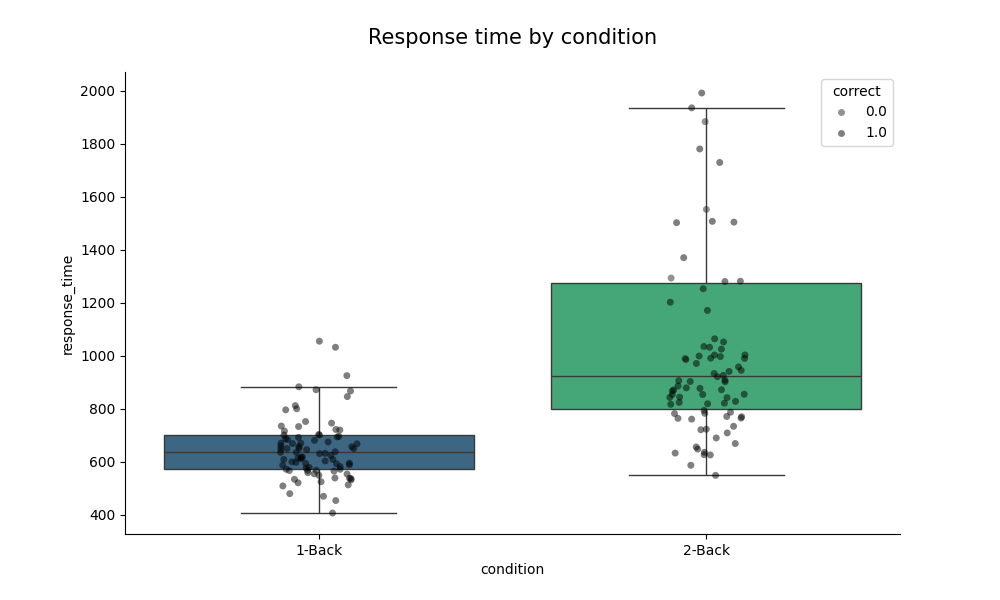 Response time by condition
correct
0.0
1.0
2000
1800
1600
1400
1200
1000
800
600
400
response_time
1-Back
2-Back
condition